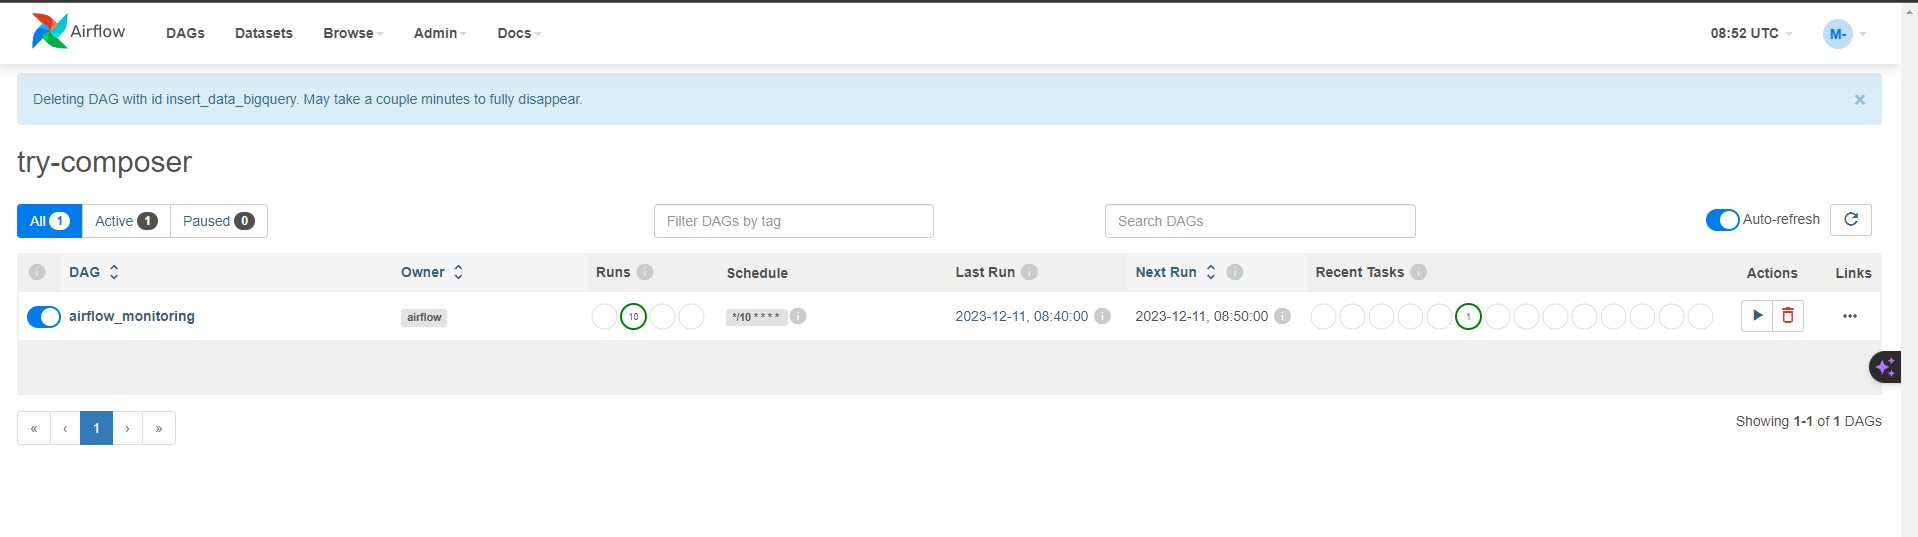 Airflow DAGs Datasets Browse Admin Docs 08:52 UTC M-
Deleting DAG with id insert_data_bigquery. May take a couple minutes to fully disappear. ×
try-composer
All 1 Active 1 Paused 0 Filter DAGs by tag Search DAGs Auto-refresh
i DAG Owner Runs i Schedule Last Run i Next Run i Recent Tasks i Actions Links
airflow_monitoring airflow 10 */10 * * * * i 2023-12-11, 08:40:00 i 2023-12-11, 08:50:00 i 1 ...
« ‹ 1 › » Showing 1-1 of 1 DAGs